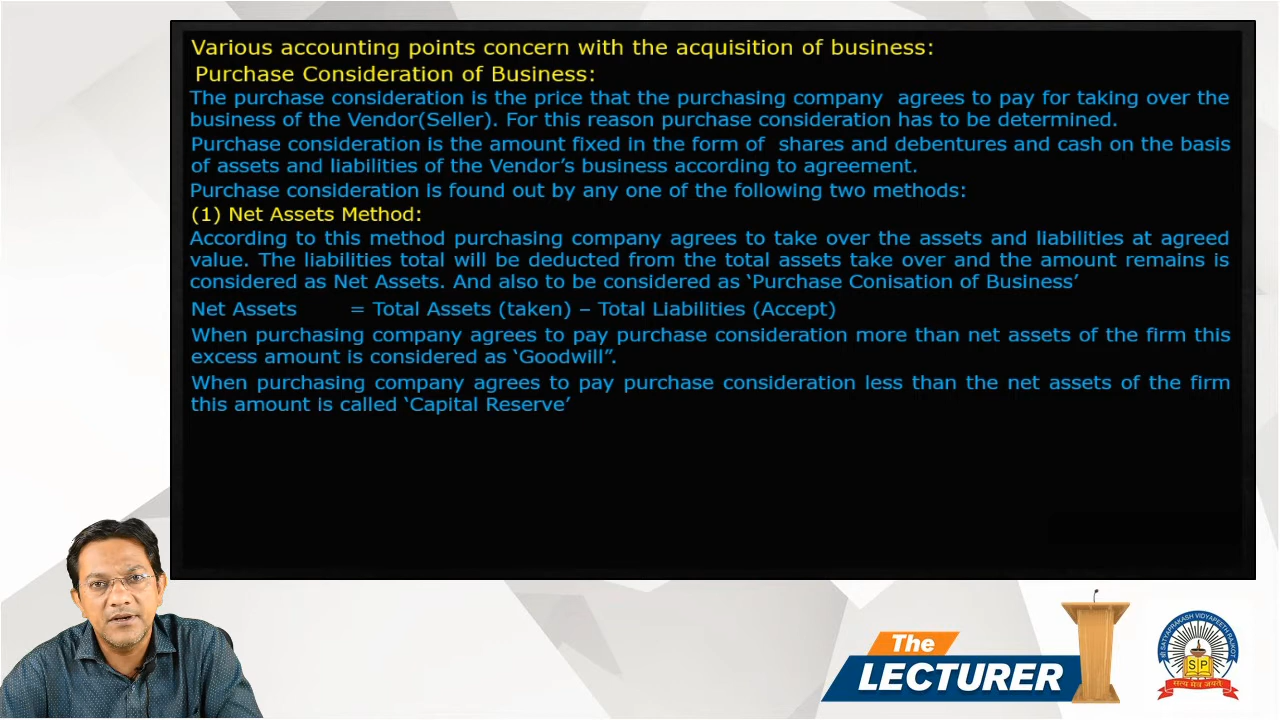 Various accounting points concern with the acquisition of business:
Purchase Consideration of Business:
The purchase consideration is the price that the purchasing company agrees to pay for taking over the
business of the Vendor(Seller). For this reason purchase consideration has to be determined.
Purchase consideration is the amount fixed in the form of shares and debentures and cash on the basis
of assets and liabilities of the Vendor’s business according to agreement.
Purchase consideration is found out by any one of the following two methods:
(1) Net Assets Method:
According to this method purchasing company agrees to take over the assets and liabilities at agreed
value. The liabilities total will be deducted from the total assets take over and the amount remains is
considered as Net Assets. And also to be considered as ‘Purchase Conisation of Business’
Net Assets = Total Assets (taken) – Total Liabilities (Accept)
When purchasing company agrees to pay purchase consideration more than net assets of the firm this
excess amount is considered as ‘Goodwill”.
When purchasing company agrees to pay purchase consideration less than the net assets of the firm
this amount is called ‘Capital Reserve’
The
LECTURER
SATYAPRAKASH VIDYAPEETH RAJKOT
S P
सत्य मेव जयते